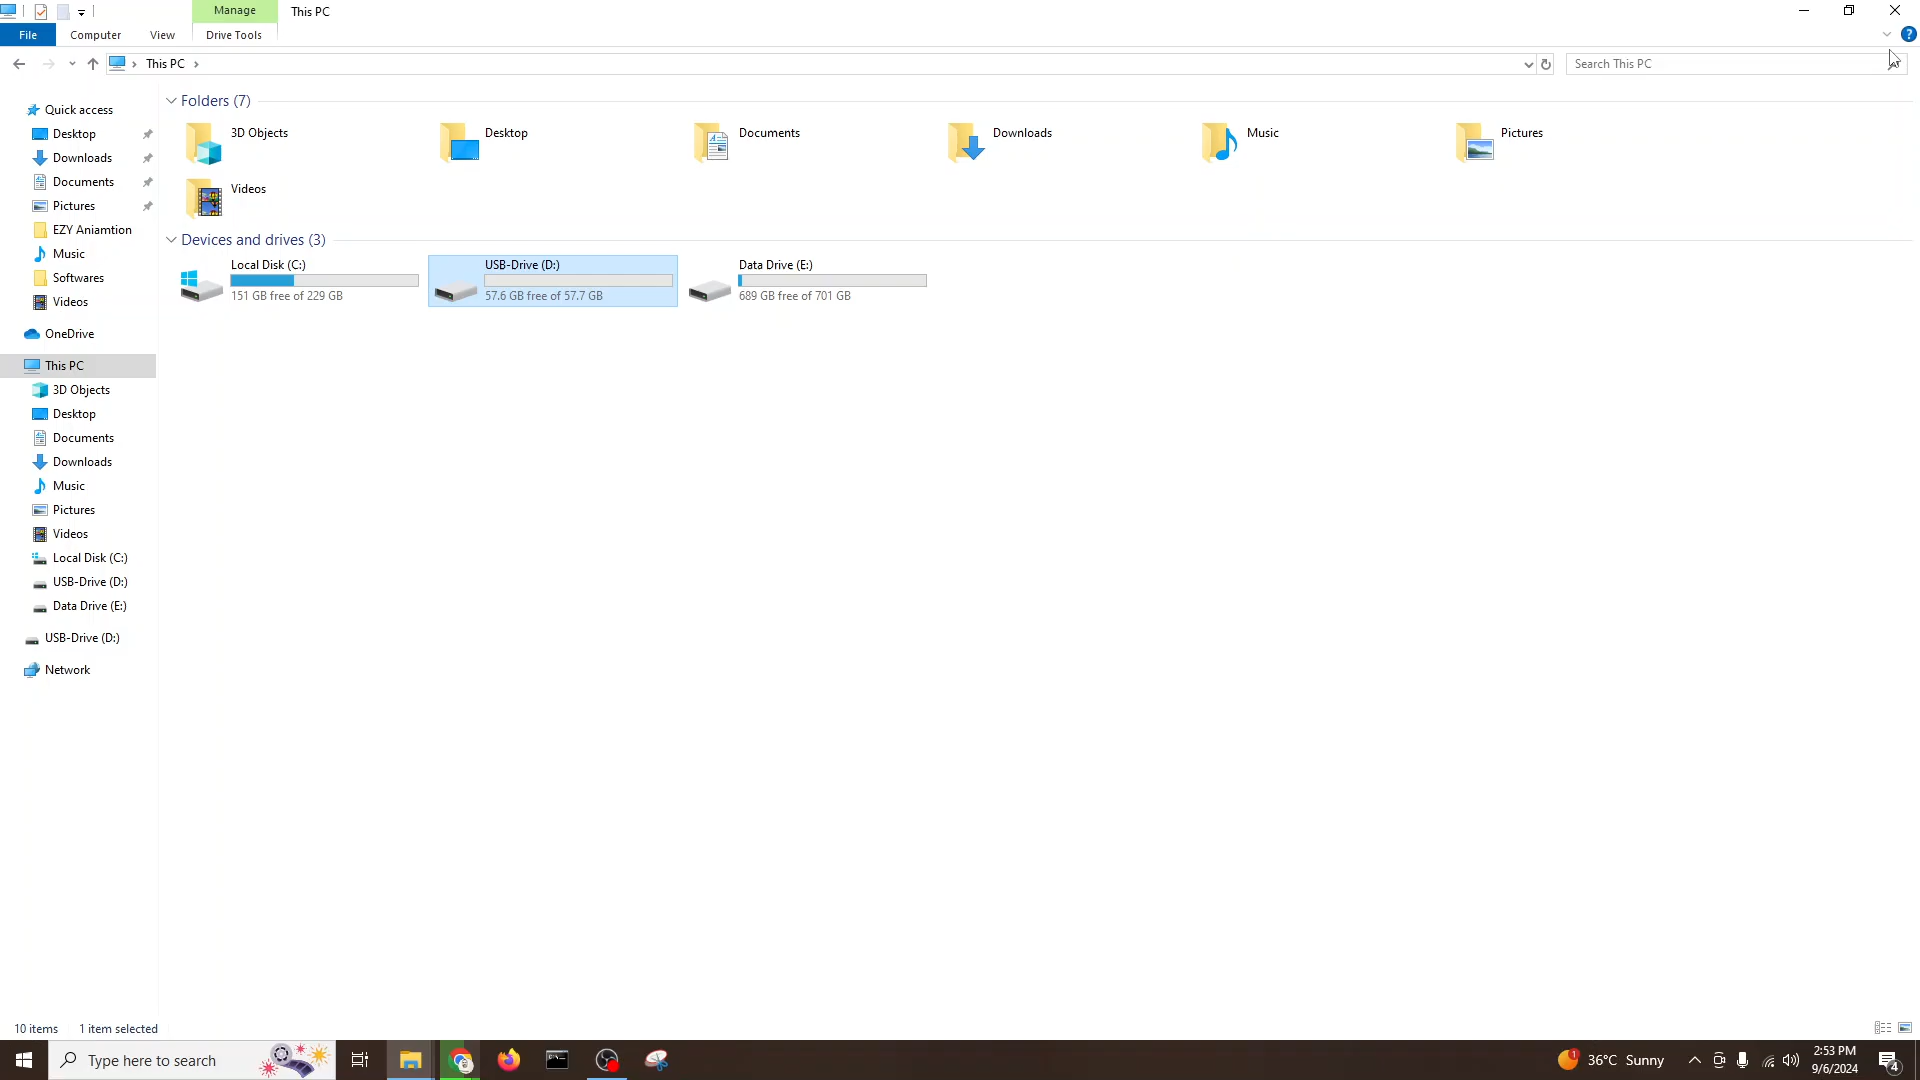 Manage
This PC
File
Computer
View
Drive Tools
?
This PC
Search This PC
Quick access
Desktop
Downloads
Documents
Pictures
EZY Aniamtion
Music
Softwares
Videos
OneDrive
This PC
3D Objects
Desktop
Documents
Downloads
Music
Pictures
Videos
Local Disk (C:)
USB-Drive (D:)
Data Drive (E:)
USB-Drive (D:)
Network
Folders (7)
3D Objects
Desktop
Documents
Downloads
Music
Pictures
Videos
Devices and drives (3)
Local Disk (C:)
151 GB free of 229 GB
USB-Drive (D:)
57.6 GB free of 57.7 GB
Data Drive (E:)
689 GB free of 701 GB
10 items
1 item selected
Type here to search
1
36°C Sunny
2:53 PM
9/6/2024
4